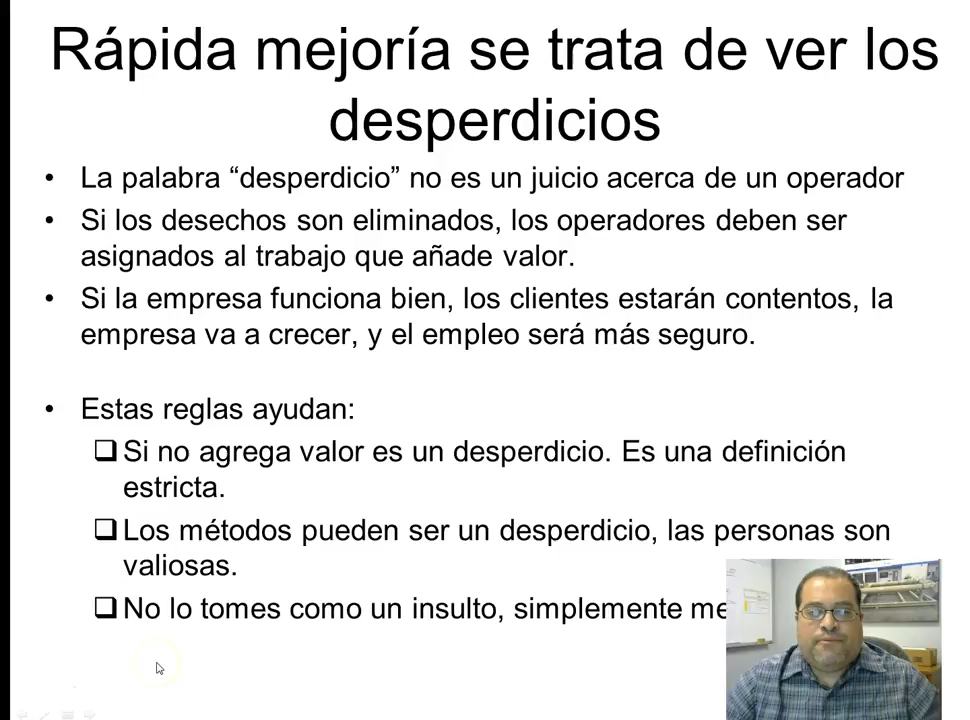 Rápida mejoría se trata de ver los
desperdicios
• La palabra “desperdicio” no es un juicio acerca de un operador
• Si los desechos son eliminados, los operadores deben ser
asignados al trabajo que añade valor.
• Si la empresa funciona bien, los clientes estarán contentos, la
empresa va a crecer, y el empleo será más seguro.
• Estas reglas ayudan:
❑ Si no agrega valor es un desperdicio. Es una definición
estricta.
❑ Los métodos pueden ser un desperdicio, las personas son
valiosas.
❑ No lo tomes como un insulto, simplemente